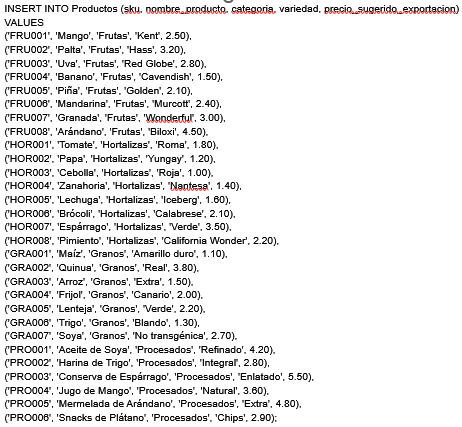 INSERT INTO Productos (sku, nombre_producto, categoria, variedad, precio_sugerido_exportacion)
VALUES
('FRU001', 'Mango', 'Frutas', 'Kent', 2.50),
('FRU002', 'Palta', 'Frutas', 'Hass', 3.20),
('FRU003', 'Uva', 'Frutas', 'Red Globe', 2.80),
('FRU004', 'Banano', 'Frutas', 'Cavendish', 1.50),
('FRU005', 'Piña', 'Frutas', 'Golden', 2.10),
('FRU006', 'Mandarina', 'Frutas', 'Murcott', 2.40),
('FRU007', 'Granada', 'Frutas', 'Wonderful', 3.00),
('FRU008', 'Arándano', 'Frutas', 'Biloxi', 4.50),
('HOR001', 'Tomate', 'Hortalizas', 'Roma', 1.80),
('HOR002', 'Papa', 'Hortalizas', 'Yungay', 1.20),
('HOR003', 'Cebolla', 'Hortalizas', 'Roja', 1.00),
('HOR004', 'Zanahoria', 'Hortalizas', 'Nantesa', 1.40),
('HOR005', 'Lechuga', 'Hortalizas', 'Iceberg', 1.60),
('HOR006', 'Brócoli', 'Hortalizas', 'Calabrese', 2.10),
('HOR007', 'Espárrago', 'Hortalizas', 'Verde', 3.50),
('HOR008', 'Pimiento', 'Hortalizas', 'California Wonder', 2.20),
('GRA001', 'Maíz', 'Granos', 'Amarillo duro', 1.10),
('GRA002', 'Quinua', 'Granos', 'Real', 3.80),
('GRA003', 'Arroz', 'Granos', 'Extra', 1.50),
('GRA004', 'Frijol', 'Granos', 'Canario', 2.00),
('GRA005', 'Lenteja', 'Granos', 'Verde', 2.20),
('GRA006', 'Trigo', 'Granos', 'Blando', 1.30),
('GRA007', 'Soya', 'Granos', 'No transgénica', 2.70),
('PRO001', 'Aceite de Soya', 'Procesados', 'Refinado', 4.20),
('PRO002', 'Harina de Trigo', 'Procesados', 'Integral', 2.80),
('PRO003', 'Conserva de Espárrago', 'Procesados', 'Enlatado', 5.50),
('PRO004', 'Jugo de Mango', 'Procesados', 'Natural', 3.60),
('PRO005', 'Mermelada de Arándano', 'Procesados', 'Extra', 4.80),
('PRO006', 'Snacks de Plátano', 'Procesados', 'Chips', 2.90);